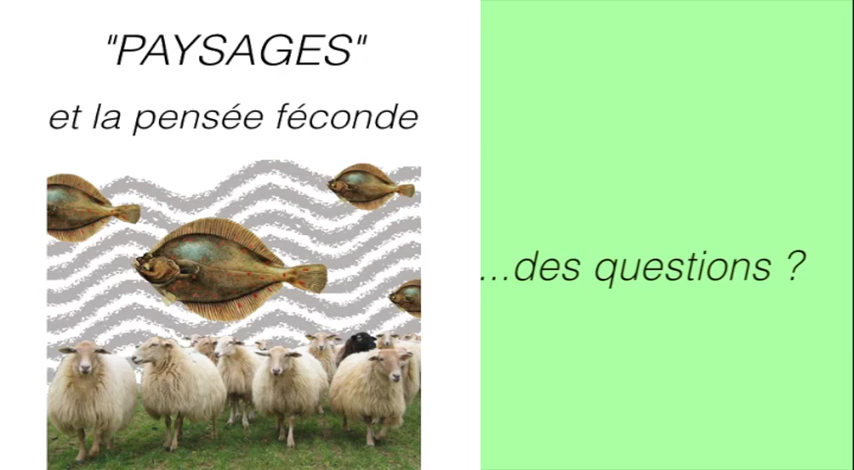 "PAYSAGES"
et la pensée féconde
...des questions ?